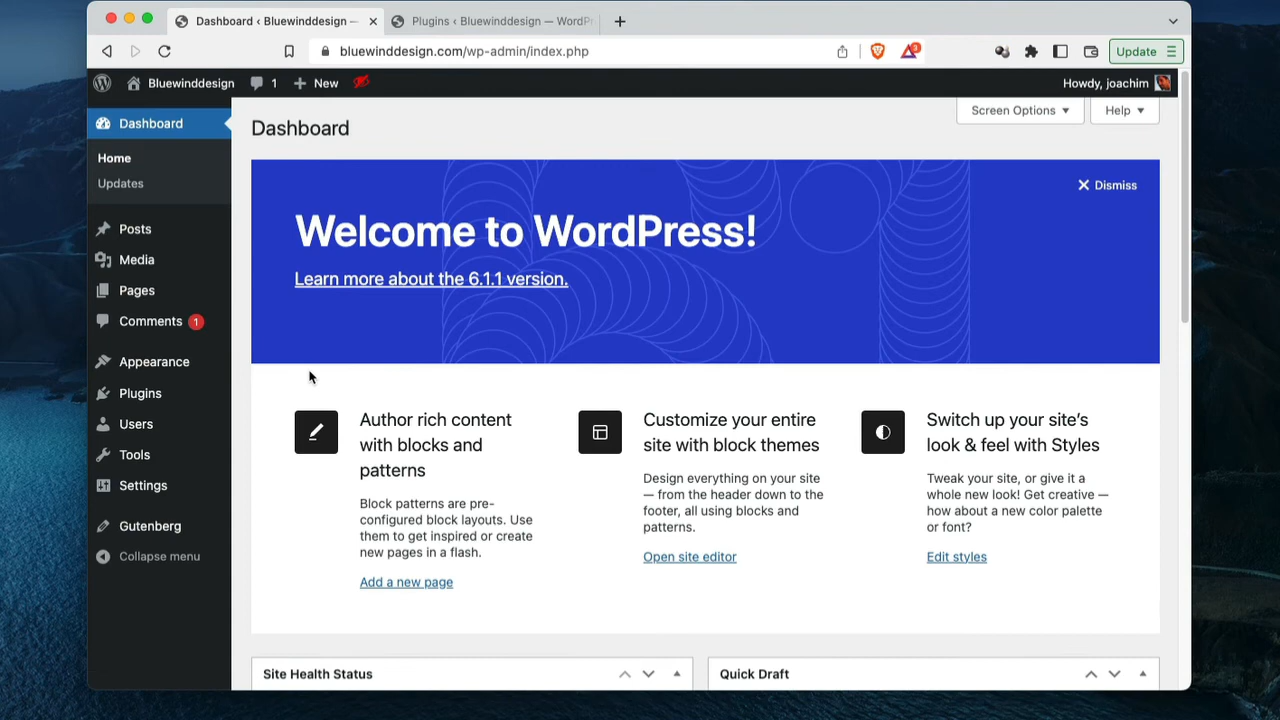 Dashboard ‹ Bluewinddesign —
Plugins ‹ Bluewinddesign — WordPr
bluewinddesign.com/wp-admin/index.php
3
Update
Bluewinddesign
1
New
Howdy, joachim
Dashboard
Home
Updates
Posts
Media
Pages
Comments 1
Appearance
Plugins
Users
Tools
Settings
Gutenberg
Collapse menu
Screen Options
Help
Dashboard
Dismiss
Welcome to WordPress!
Learn more about the 6.1.1 version.
Author rich content
with blocks and
patterns
Block patterns are pre-
configured block layouts. Use
them to get inspired or create
new pages in a flash.
Add a new page
Customize your entire
site with block themes
Design everything on your site
— from the header down to the
footer, all using blocks and
patterns.
Open site editor
Switch up your site's
look & feel with Styles
Tweak your site, or give it a
whole new look! Get creative —
how about a new color palette
or font?
Edit styles
Site Health Status
Quick Draft